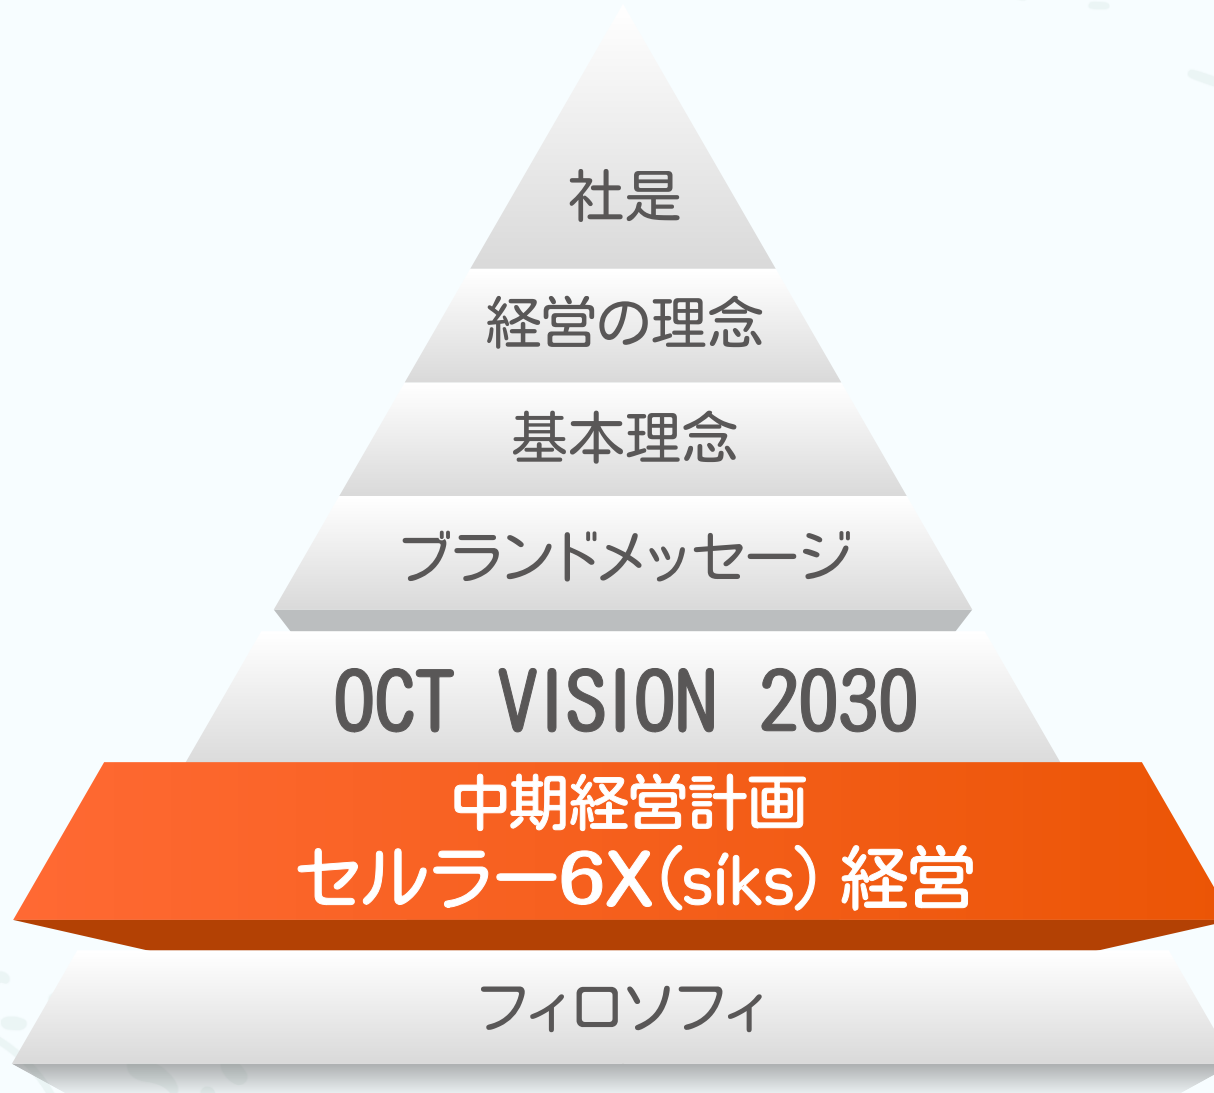 社是
経営の理念
基本理念
ブランドメッセージ
OCT VISION 2030
中期経営計画
セルラー6X(siks) 経営
フィロソフィ